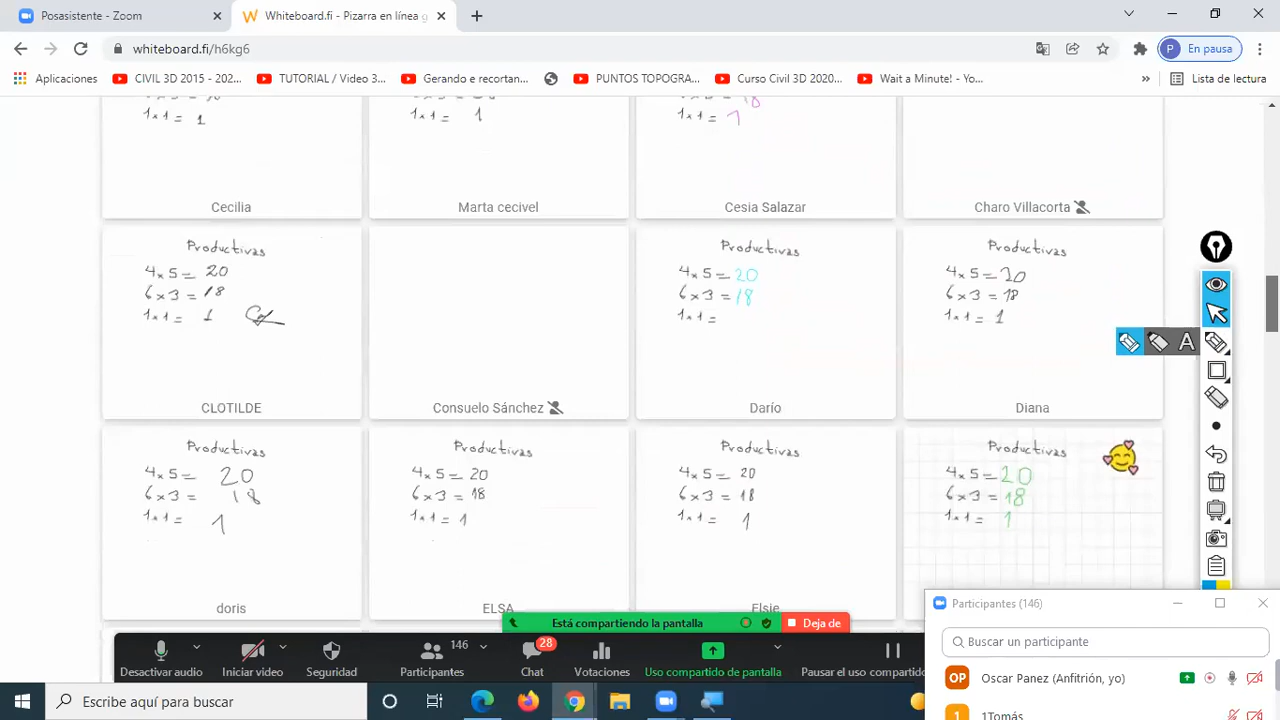 Posasistente - Zoom
Whiteboard.fi - Pizarra en línea g
whiteboard.fi/h6kg6
En pausa
Aplicaciones
CIVIL 3D 2015 - 202...
TUTORIAL / Video 3...
Gerando e recortan...
PUNTOS TOPOGRA...
Curso Civil 3D 2020...
Wait a Minute! - Yo...
»
Lista de lectura
1x1= 1
1x1= 1
1x1=
Cecilia
Marta cecivel
Cesia Salazar
Charo Villacorta
Productivas
4x5= 20
6x3= 18
1x1= 1
Productivas
4x5= 20
6x3= 18
1x1=
Productivas
4x5= 20
6x3= 18
1x1= 1
A
CLOTILDE
Consuelo Sánchez
Darío
Diana
Productivas
4x5= 20
6x3= 18
1x1= 1
Productivas
4x5= 20
6x3= 18
1x1= 1
Productivas
4x5= 20
6x3= 18
1x1= 1
Productivas
4x5= 20
6x3= 18
1x1= 1
doris
ELSA
Elsie
Está compartiendo la pantalla
Deja de
Desactivar audio
Iniciar video
Seguridad
146
Participantes
28
Chat
Votaciones
Uso compartido de pantalla
Pausar el uso compartido
Participantes (146)
Buscar un participante
OP
Oscar Panez (Anfitrión, yo)
1
1Tomás
Escribe aquí para buscar